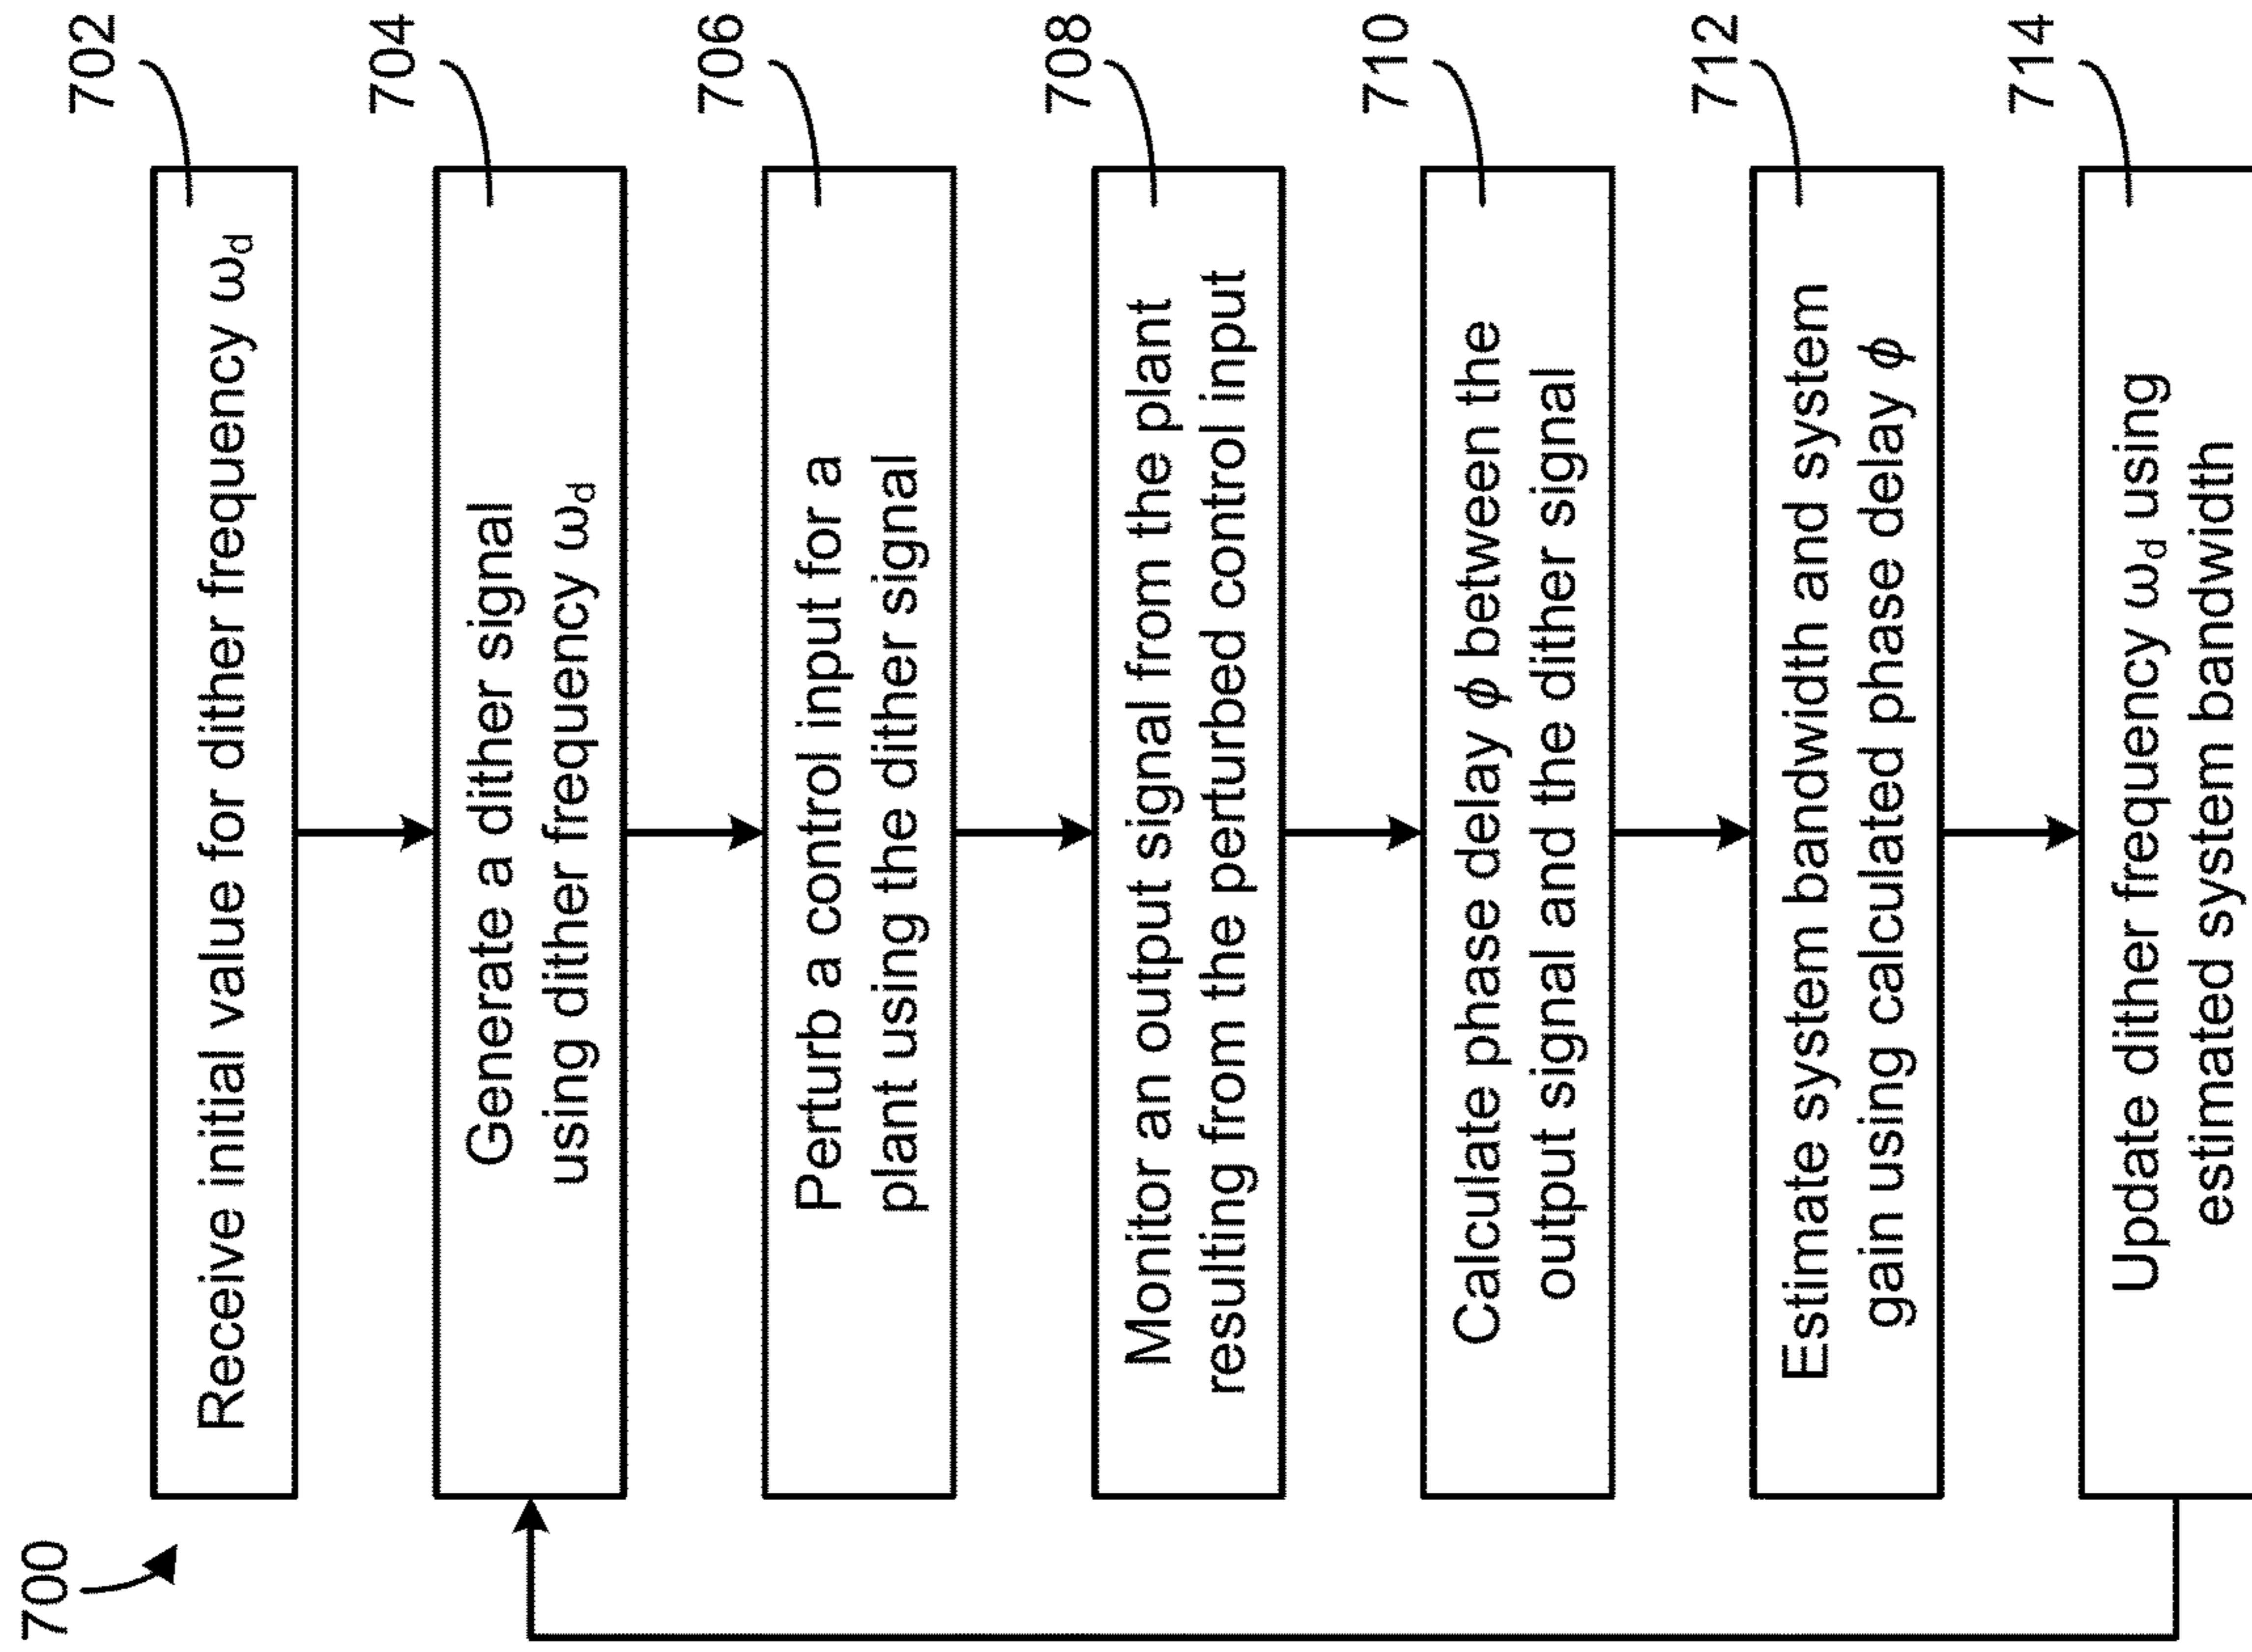 700
702
Receive initial value for dither frequency ω_d
704
Generate a dither signal
using dither frequency ω_d
706
Perturb a control input for a
plant using the dither signal
708
Monitor an output signal from the plant
resulting from the perturbed control input
710
Calculate phase delay ϕ between the
output signal and the dither signal
712
Estimate system bandwidth and system
gain using calculated phase delay ϕ
714
Update dither frequency ω_d using
estimated system bandwidth